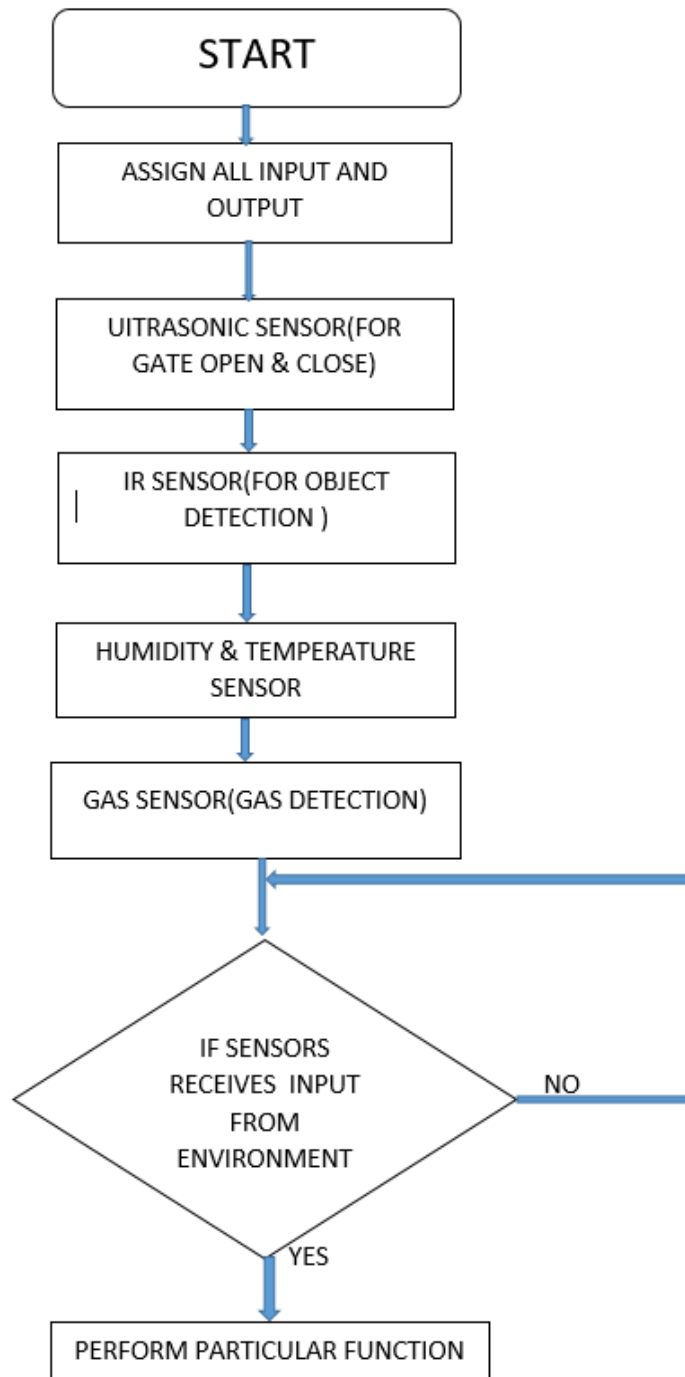 START
ASSIGN ALL INPUT AND
OUTPUT
UITRASONIC SENSOR(FOR
GATE OPEN & CLOSE)
IR SENSOR(FOR OBJECT
DETECTION )
HUMIDITY & TEMPERATURE
SENSOR
GAS SENSOR(GAS DETECTION)
IF SENSORS
RECEIVES INPUT
FROM
ENVIRONMENT
NO
YES
PERFORM PARTICULAR FUNCTION